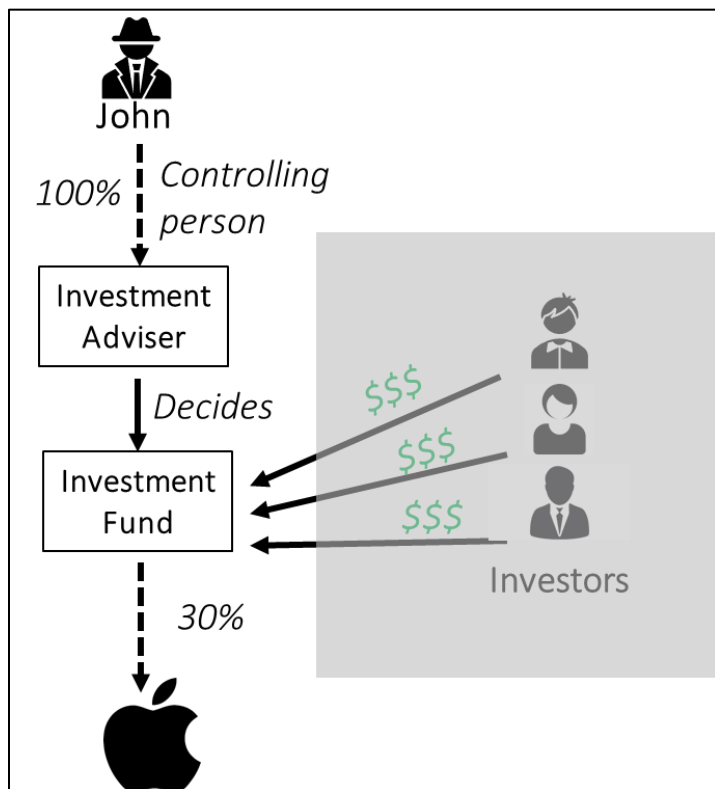 John
100%
Controlling
person
Investment
Adviser
Decides
$$$
$$$
$$$
Investment
Fund
Investors
30%